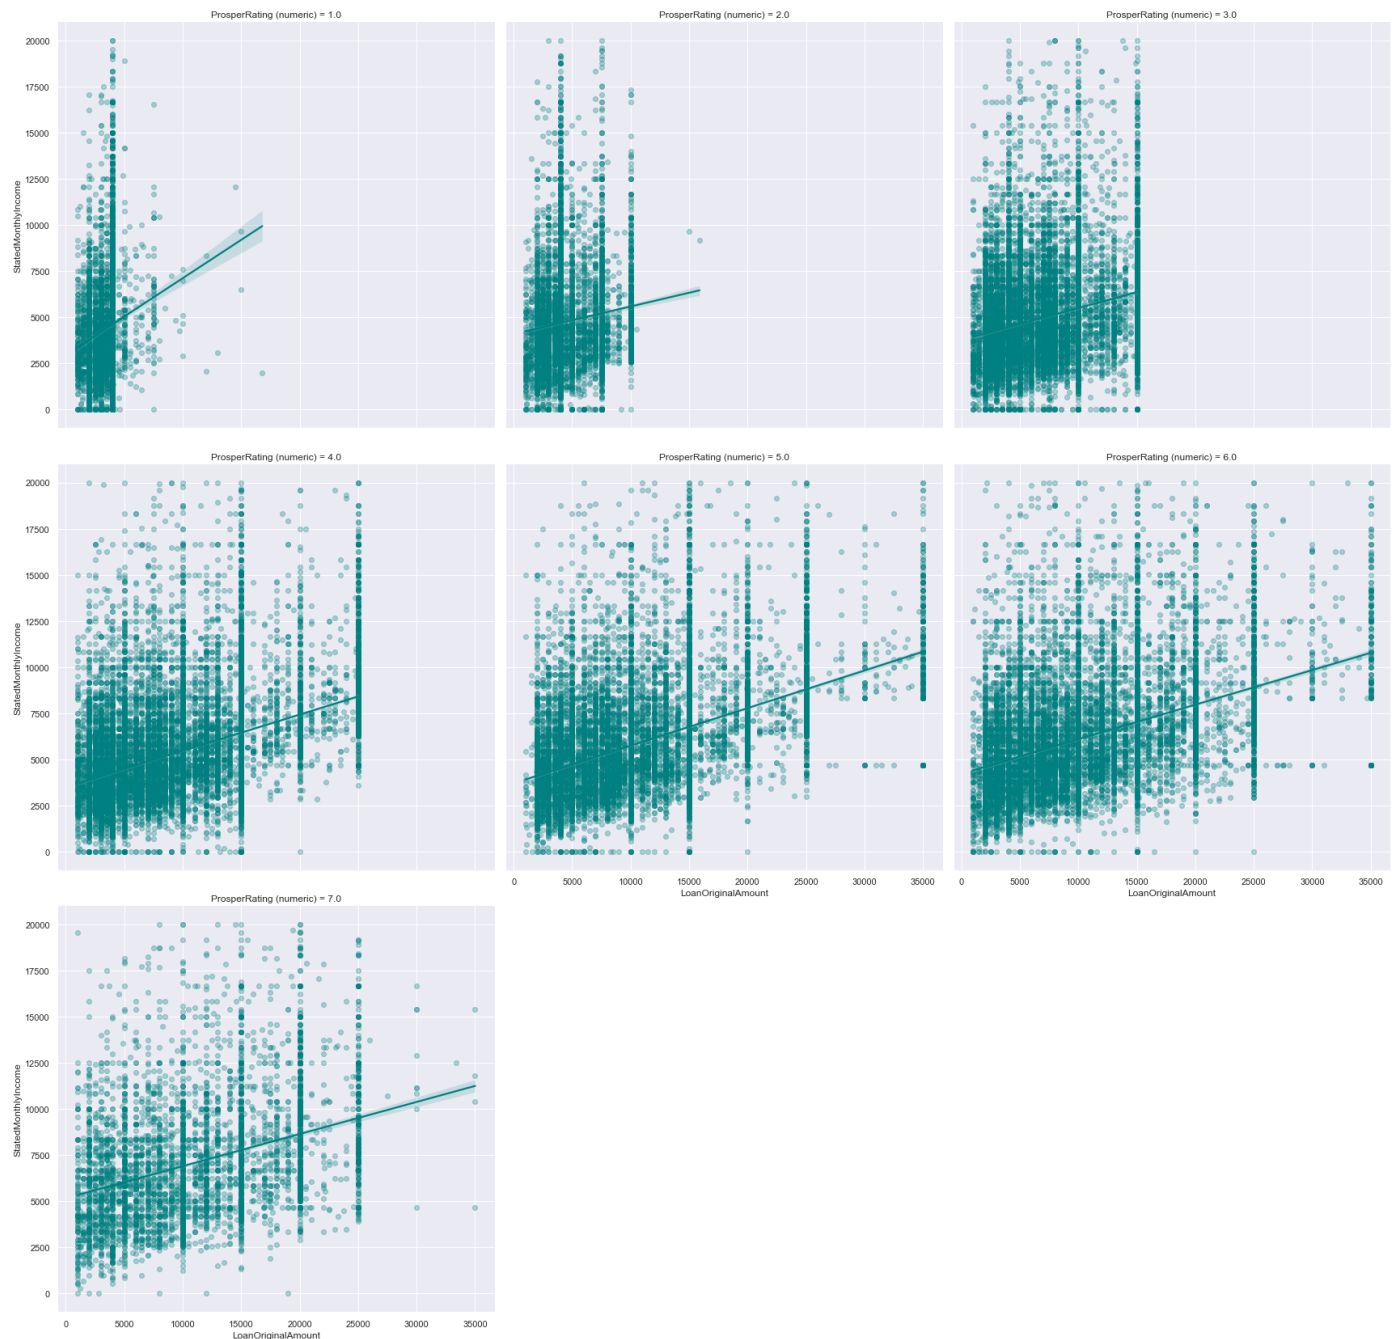 ProsperRating (numeric) = 1.0
ProsperRating (numeric) = 2.0
ProsperRating (numeric) = 3.0
20000
17500
15000
12500
10000
7500
5000
2500
0
StatedMonthlyIncome
ProsperRating (numeric) = 4.0
ProsperRating (numeric) = 5.0
ProsperRating (numeric) = 6.0
20000
17500
15000
12500
10000
7500
5000
2500
0
StatedMonthlyIncome
0 5000 10000 15000 20000 25000 30000 35000
LoanOriginalAmount
0 5000 10000 15000 20000 25000 30000 35000
LoanOriginalAmount
ProsperRating (numeric) = 7.0
20000
17500
15000
12500
10000
7500
5000
2500
0
StatedMonthlyIncome
0 5000 10000 15000 20000 25000 30000 35000
LoanOriginalAmount